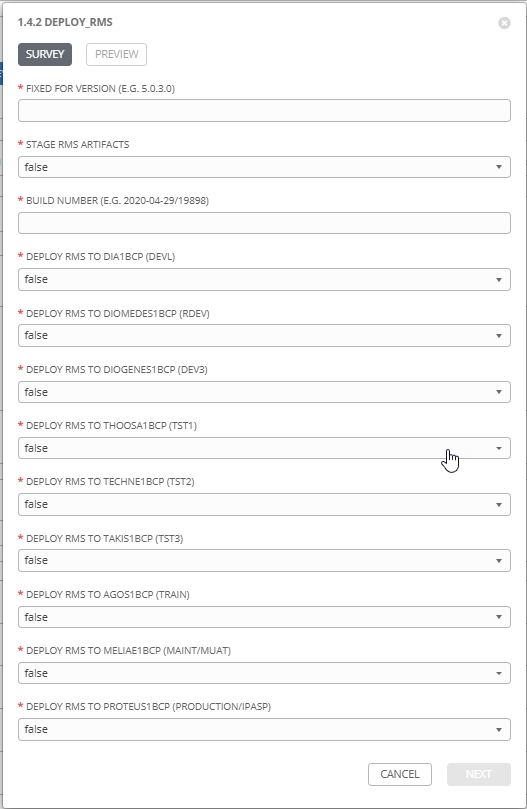 1.4.2 DEPLOY_RMS
SURVEY
PREVIEW
* FIXED FOR VERSION (E.G. 5.0.3.0)
* STAGE RMS ARTIFACTS
false
* BUILD NUMBER (E.G. 2020-04-29/19898)
* DEPLOY RMS TO DIA1BCP (DEVL)
false
* DEPLOY RMS TO DIOMEDES1BCP (RDEV)
false
* DEPLOY RMS TO DIOGENES1BCP (DEV3)
false
* DEPLOY RMS TO THOOSA1BCP (TST1)
false
* DEPLOY RMS TO TECHNE1BCP (TST2)
false
* DEPLOY RMS TO TAKIS1BCP (TST3)
false
* DEPLOY RMS TO AGOS1BCP (TRAIN)
false
* DEPLOY RMS TO MELIAE1BCP (MAINT/MUAT)
false
* DEPLOY RMS TO PROTEUS1BCP (PRODUCTION/IPASP)
false
CANCEL
NEXT